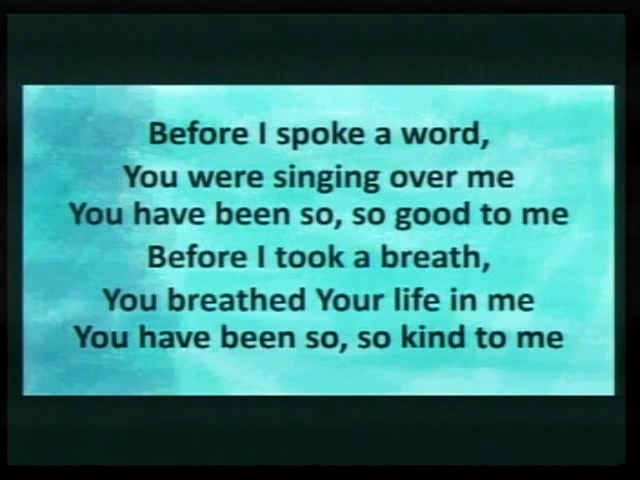 Before I spoke a word,
You were singing over me
You have been so, so good to me
Before I took a breath,
You breathed Your life in me
You have been so, so kind to me